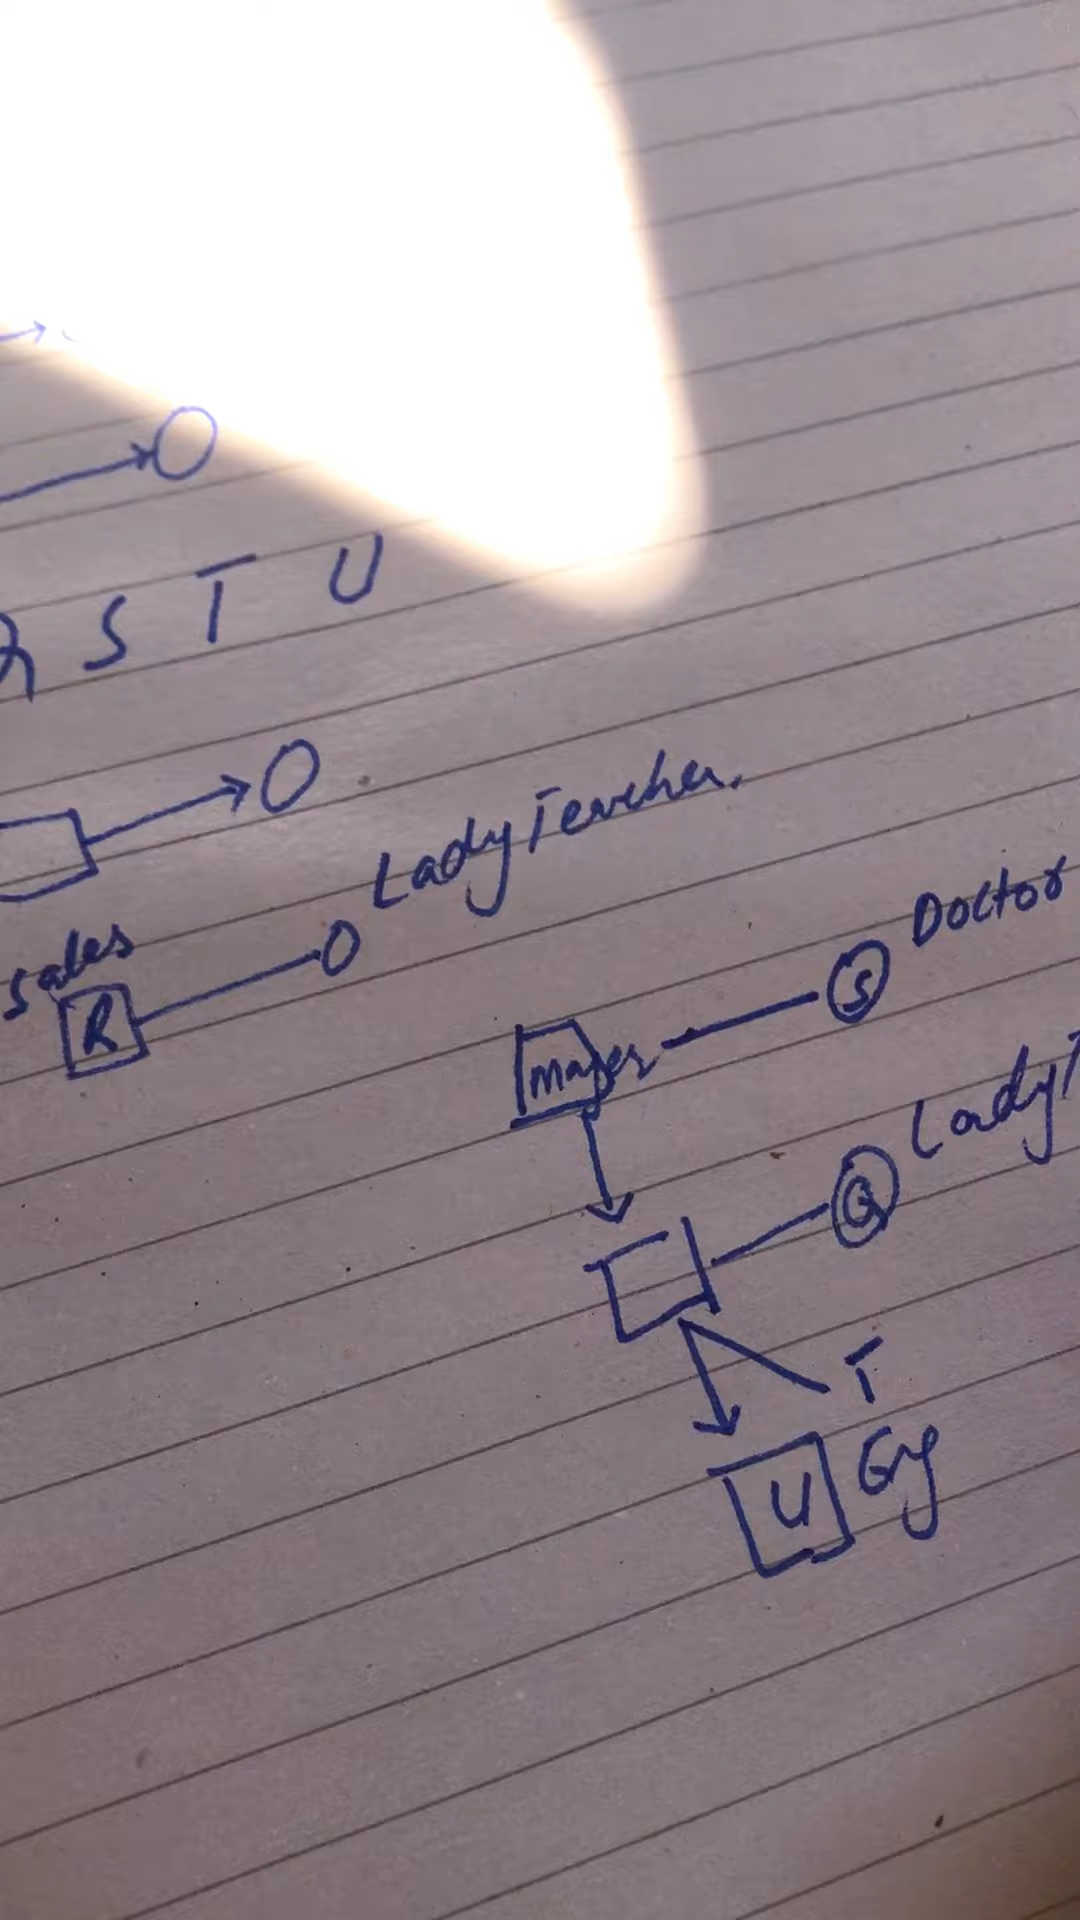 S T U
Lady Teacher.
Sales
R
Doctor
S
Lady T
Q
T
U